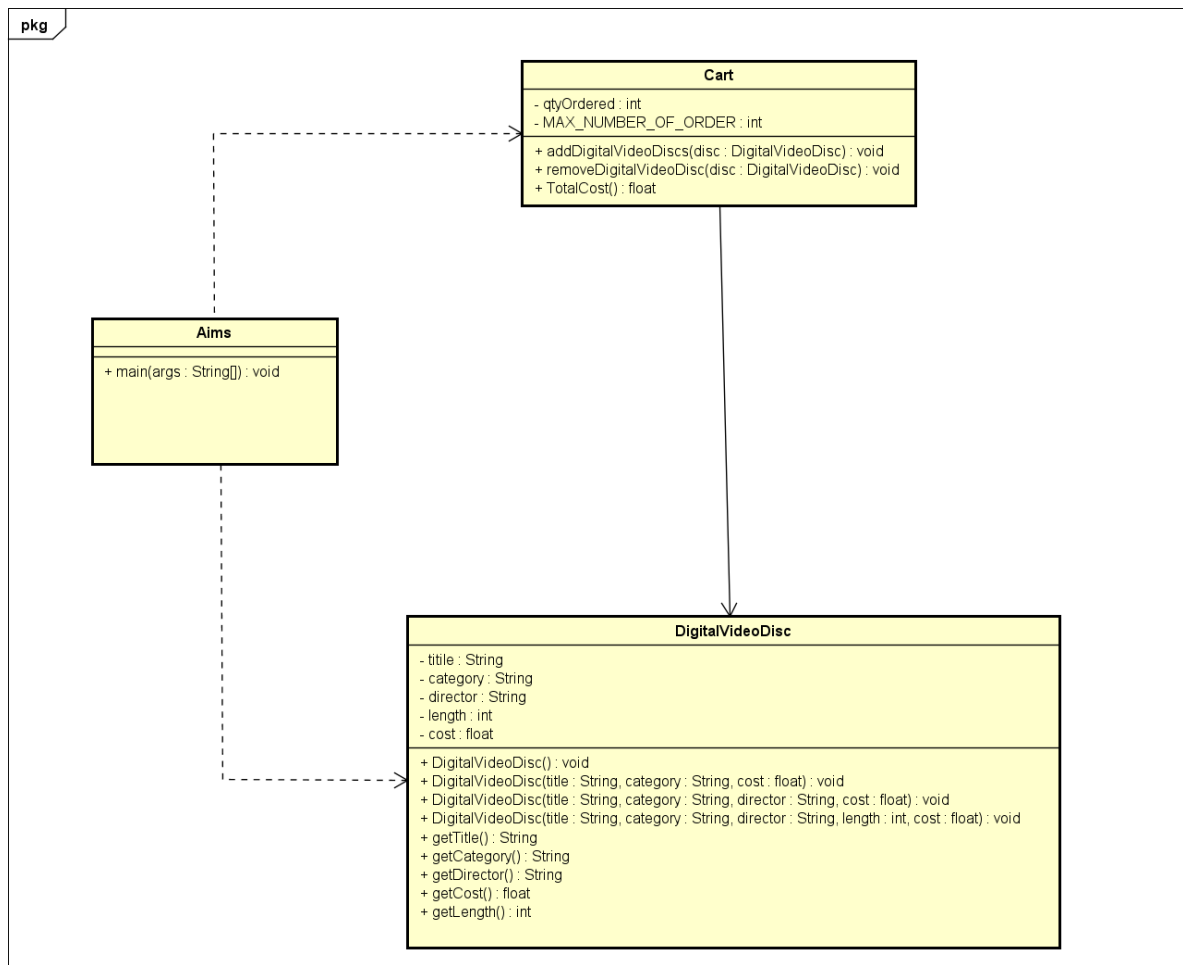 pkg
Cart
- qtyOrdered : int
- MAX_NUMBER_OF_ORDER : int
+ addDigitalVideoDiscs(disc : DigitalVideoDisc) : void
+ removeDigitalVideoDisc(disc : DigitalVideoDisc) : void
+ TotalCost() : float
Aims
+ main(args : String[]) : void
DigitalVideoDisc
- titile : String
- category : String
- director : String
- length : int
- cost : float
+ DigitalVideoDisc() : void
+ DigitalVideoDisc(title : String, category : String, cost : float) : void
+ DigitalVideoDisc(title : String, category : String, director : String, cost : float) : void
+ DigitalVideoDisc(title : String, category : String, director : String, length : int, cost : float) : void
+ getTitle() : String
+ getCategory() : String
+ getDirector() : String
+ getCost() : float
+ getLength() : int